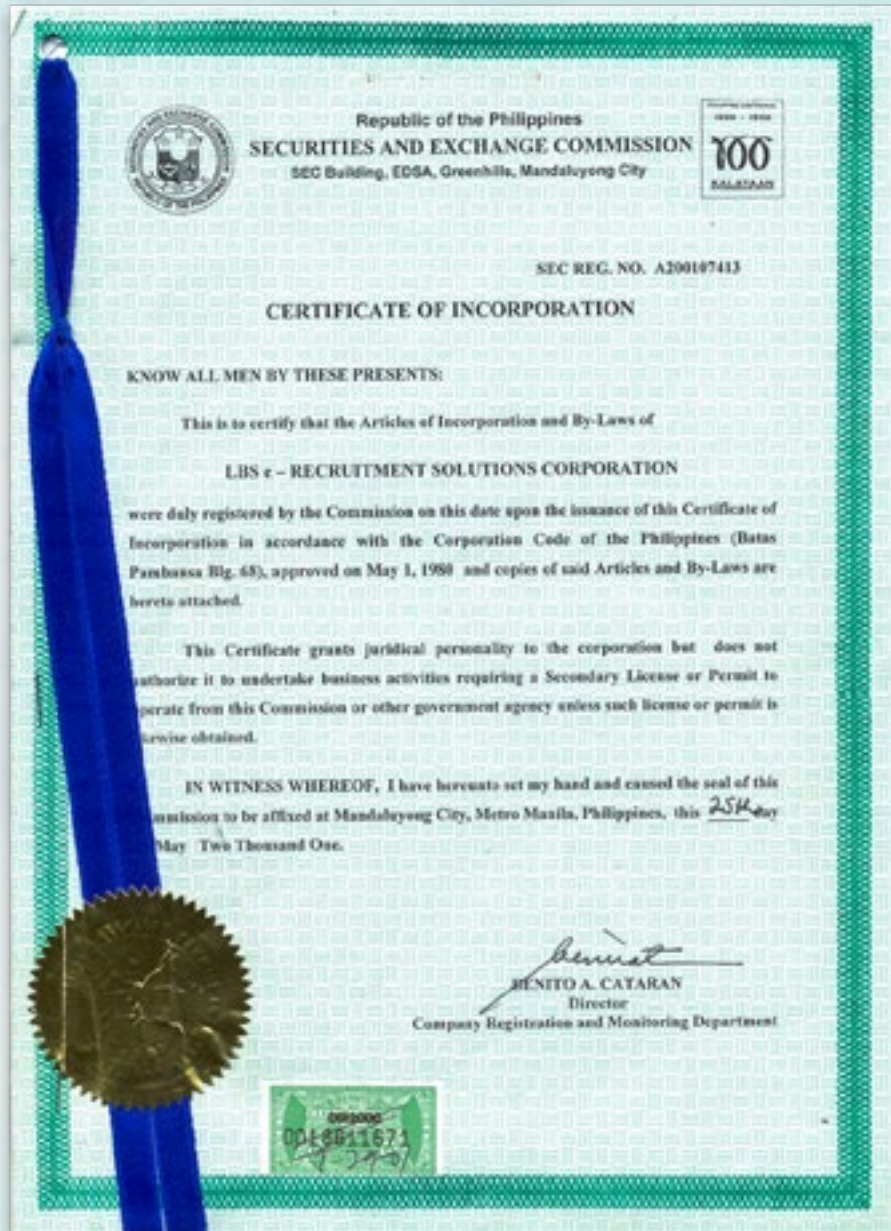 Republic of the Philippines
SECURITIES AND EXCHANGE COMMISSION
SEC Building, EDSA, Greenhills, Mandaluyong City
100
KALAYAAN
SEC REG. NO. A200107413
CERTIFICATE OF INCORPORATION
KNOW ALL MEN BY THESE PRESENTS:
This is to certify that the Articles of Incorporation and By-Laws of
LBS e – RECRUITMENT SOLUTIONS CORPORATION
were duly registered by the Commission on this date upon the issuance of this Certificate of
Incorporation in accordance with the Corporation Code of the Philippines (Batas
Pambansa Blg. 68), approved on May 1, 1980 and copies of said Articles and By-Laws are
hereto attached.
This Certificate grants juridical personality to the corporation but does not
authorize it to undertake business activities requiring a Secondary License or Permit to
operate from this Commission or other government agency unless such license or permit is
kewise obtained.
IN WITNESS WHEREOF, I have hereunto set my hand and caused the seal of this
mmission to be affixed at Mandaluyong City, Metro Manila, Philippines, this 25th day
May Two Thousand One.
BENITO A. CATARAN
Director
Company Registration and Monitoring Department